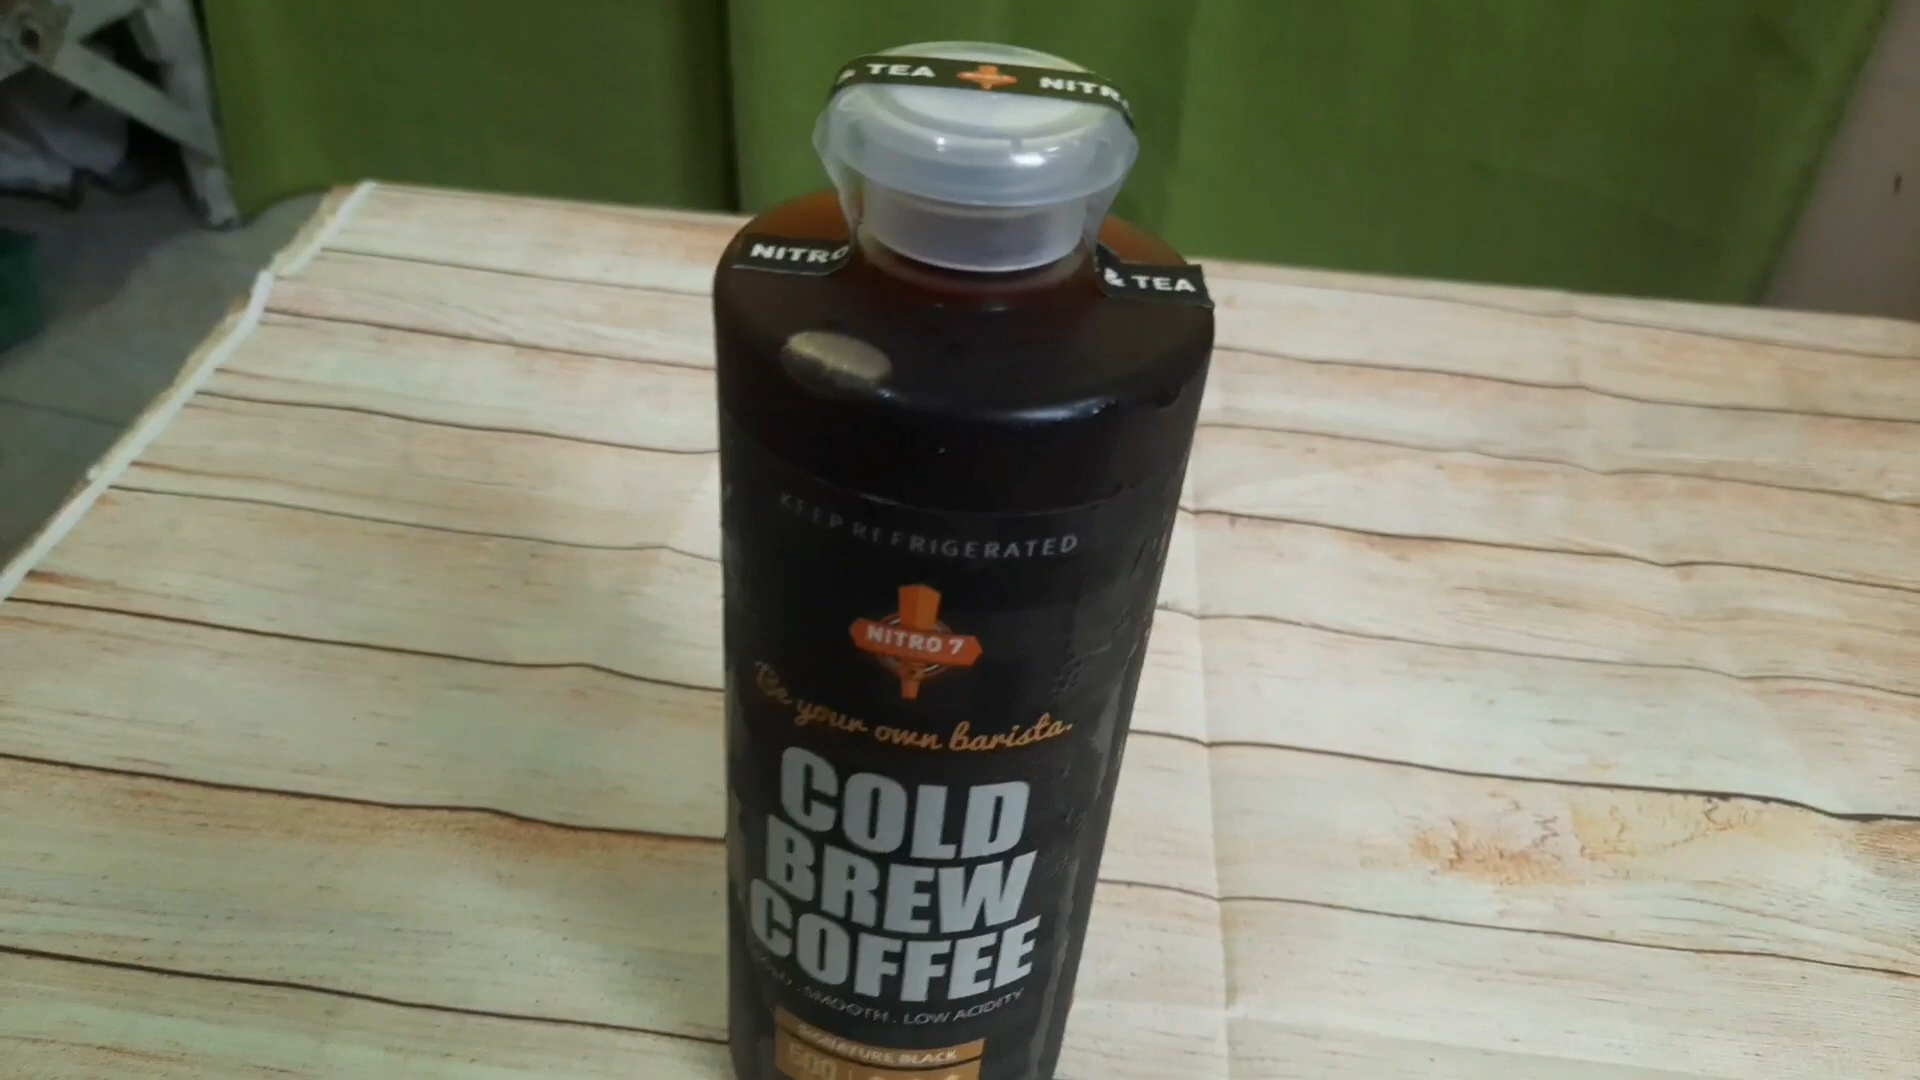 & TEA NITR
NITRO
& TEA
KEEP REFRIGERATED
NITRO 7
Be your own barista.
COLD
BREW
COFFEE
SMOOTH . LOW ACIDITY
SIGNATURE BLACK